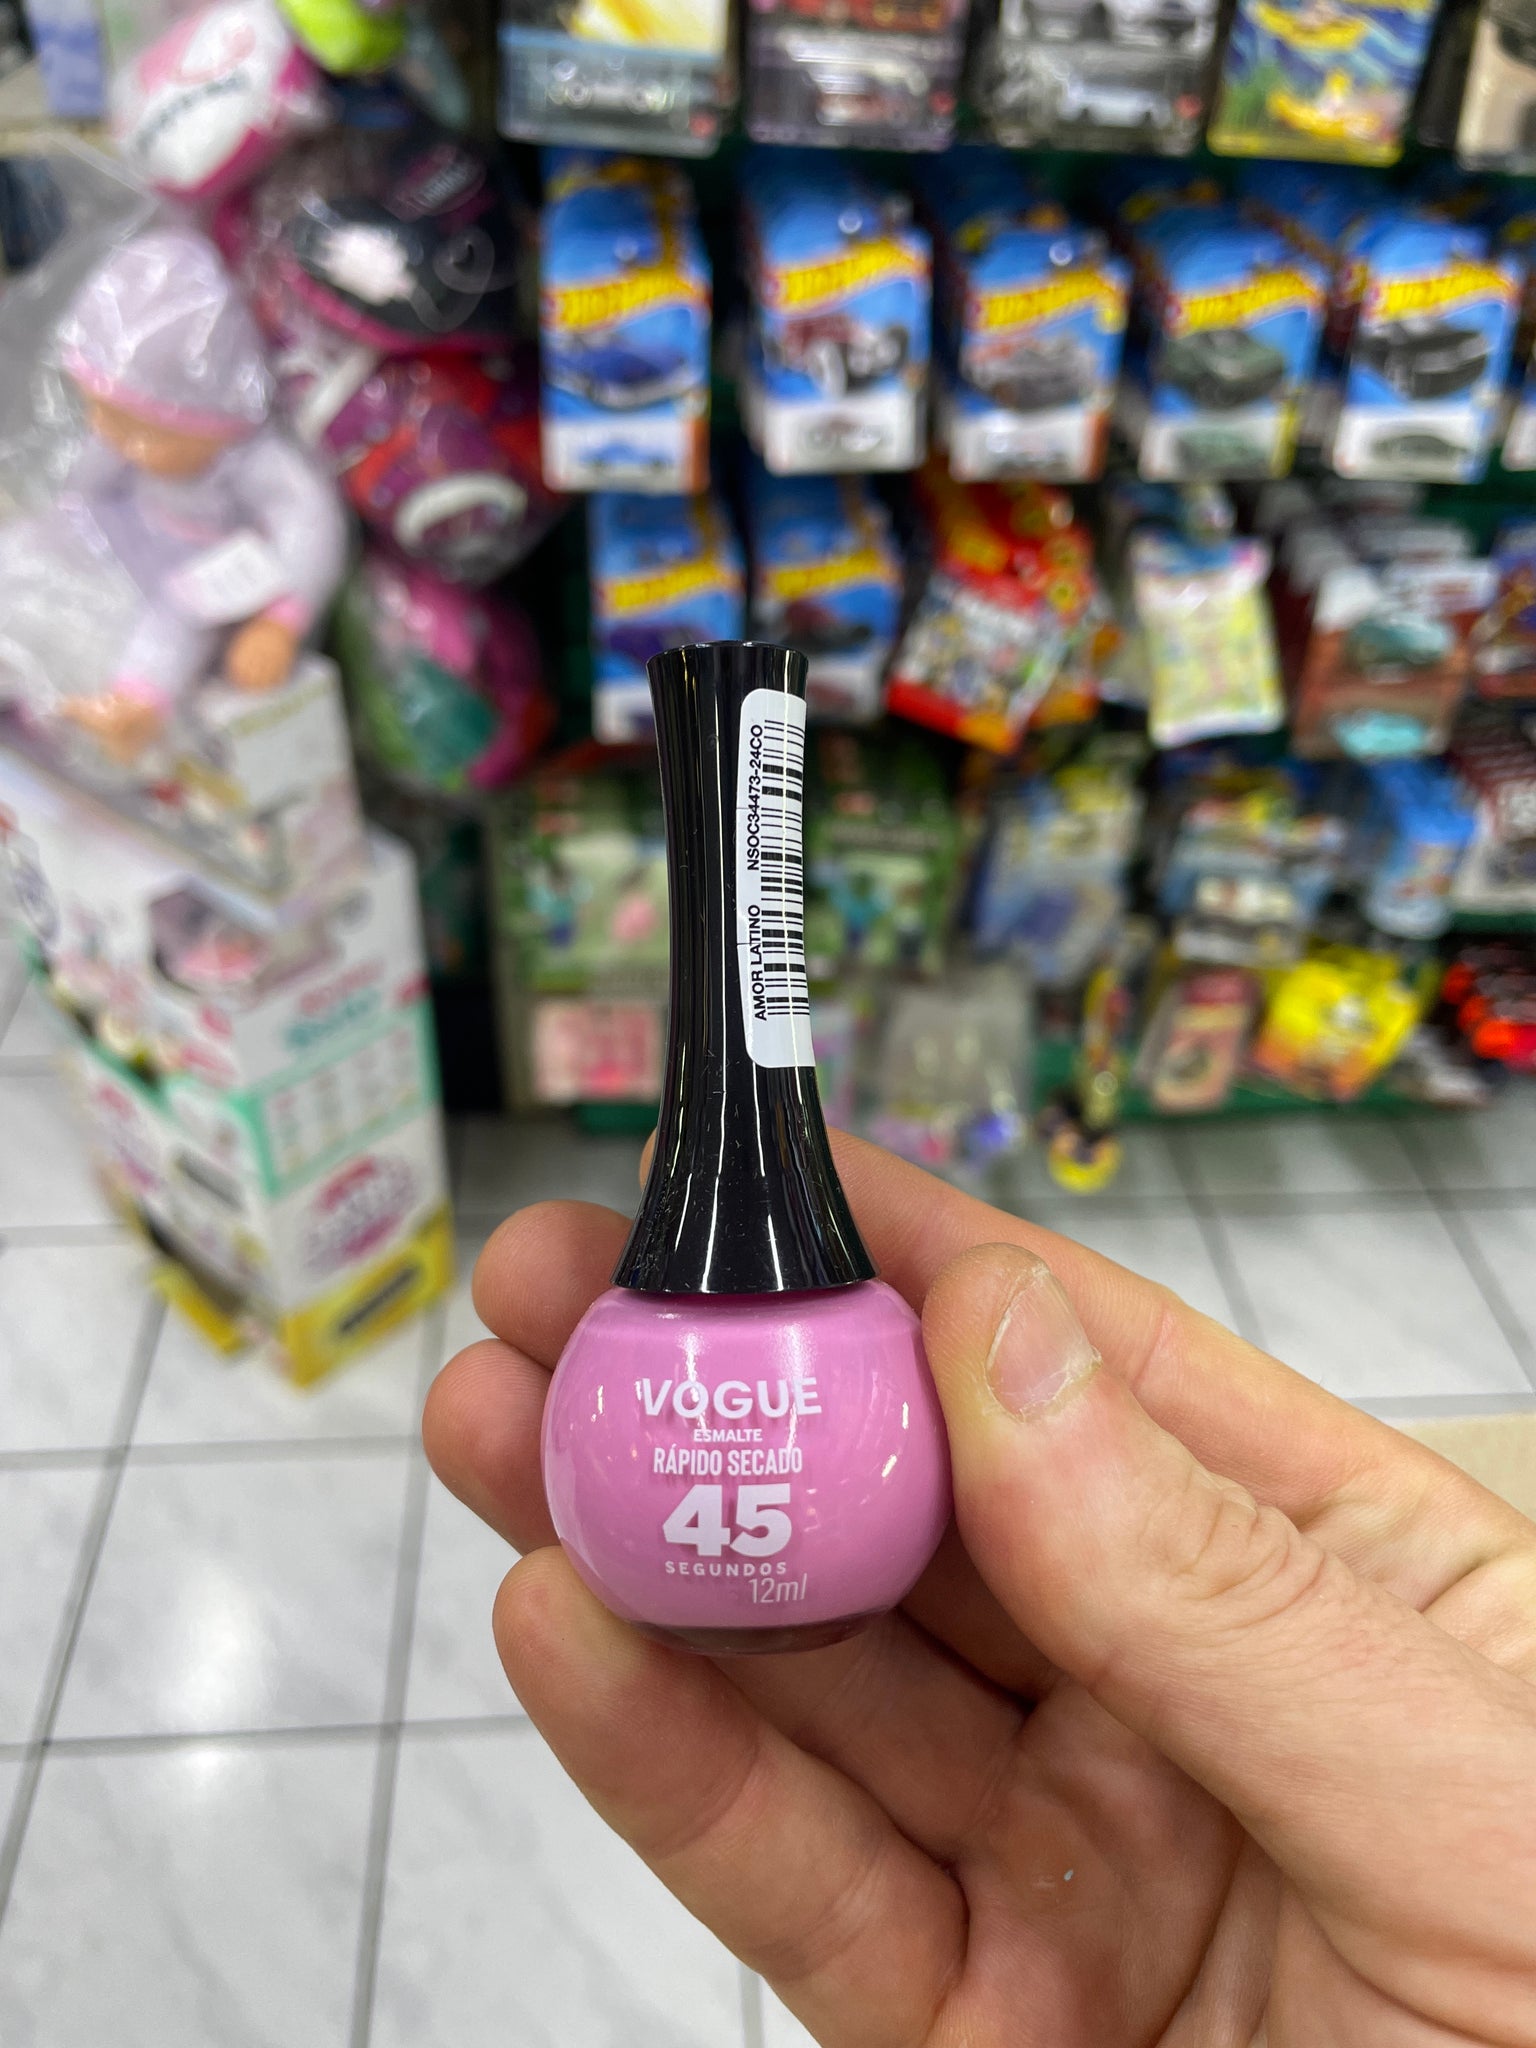 AMOR LATINO NSOC34473-24CO
VOGUE
ESMALTE
RÁPIDO SECADO
45
SEGUNDOS
12ml